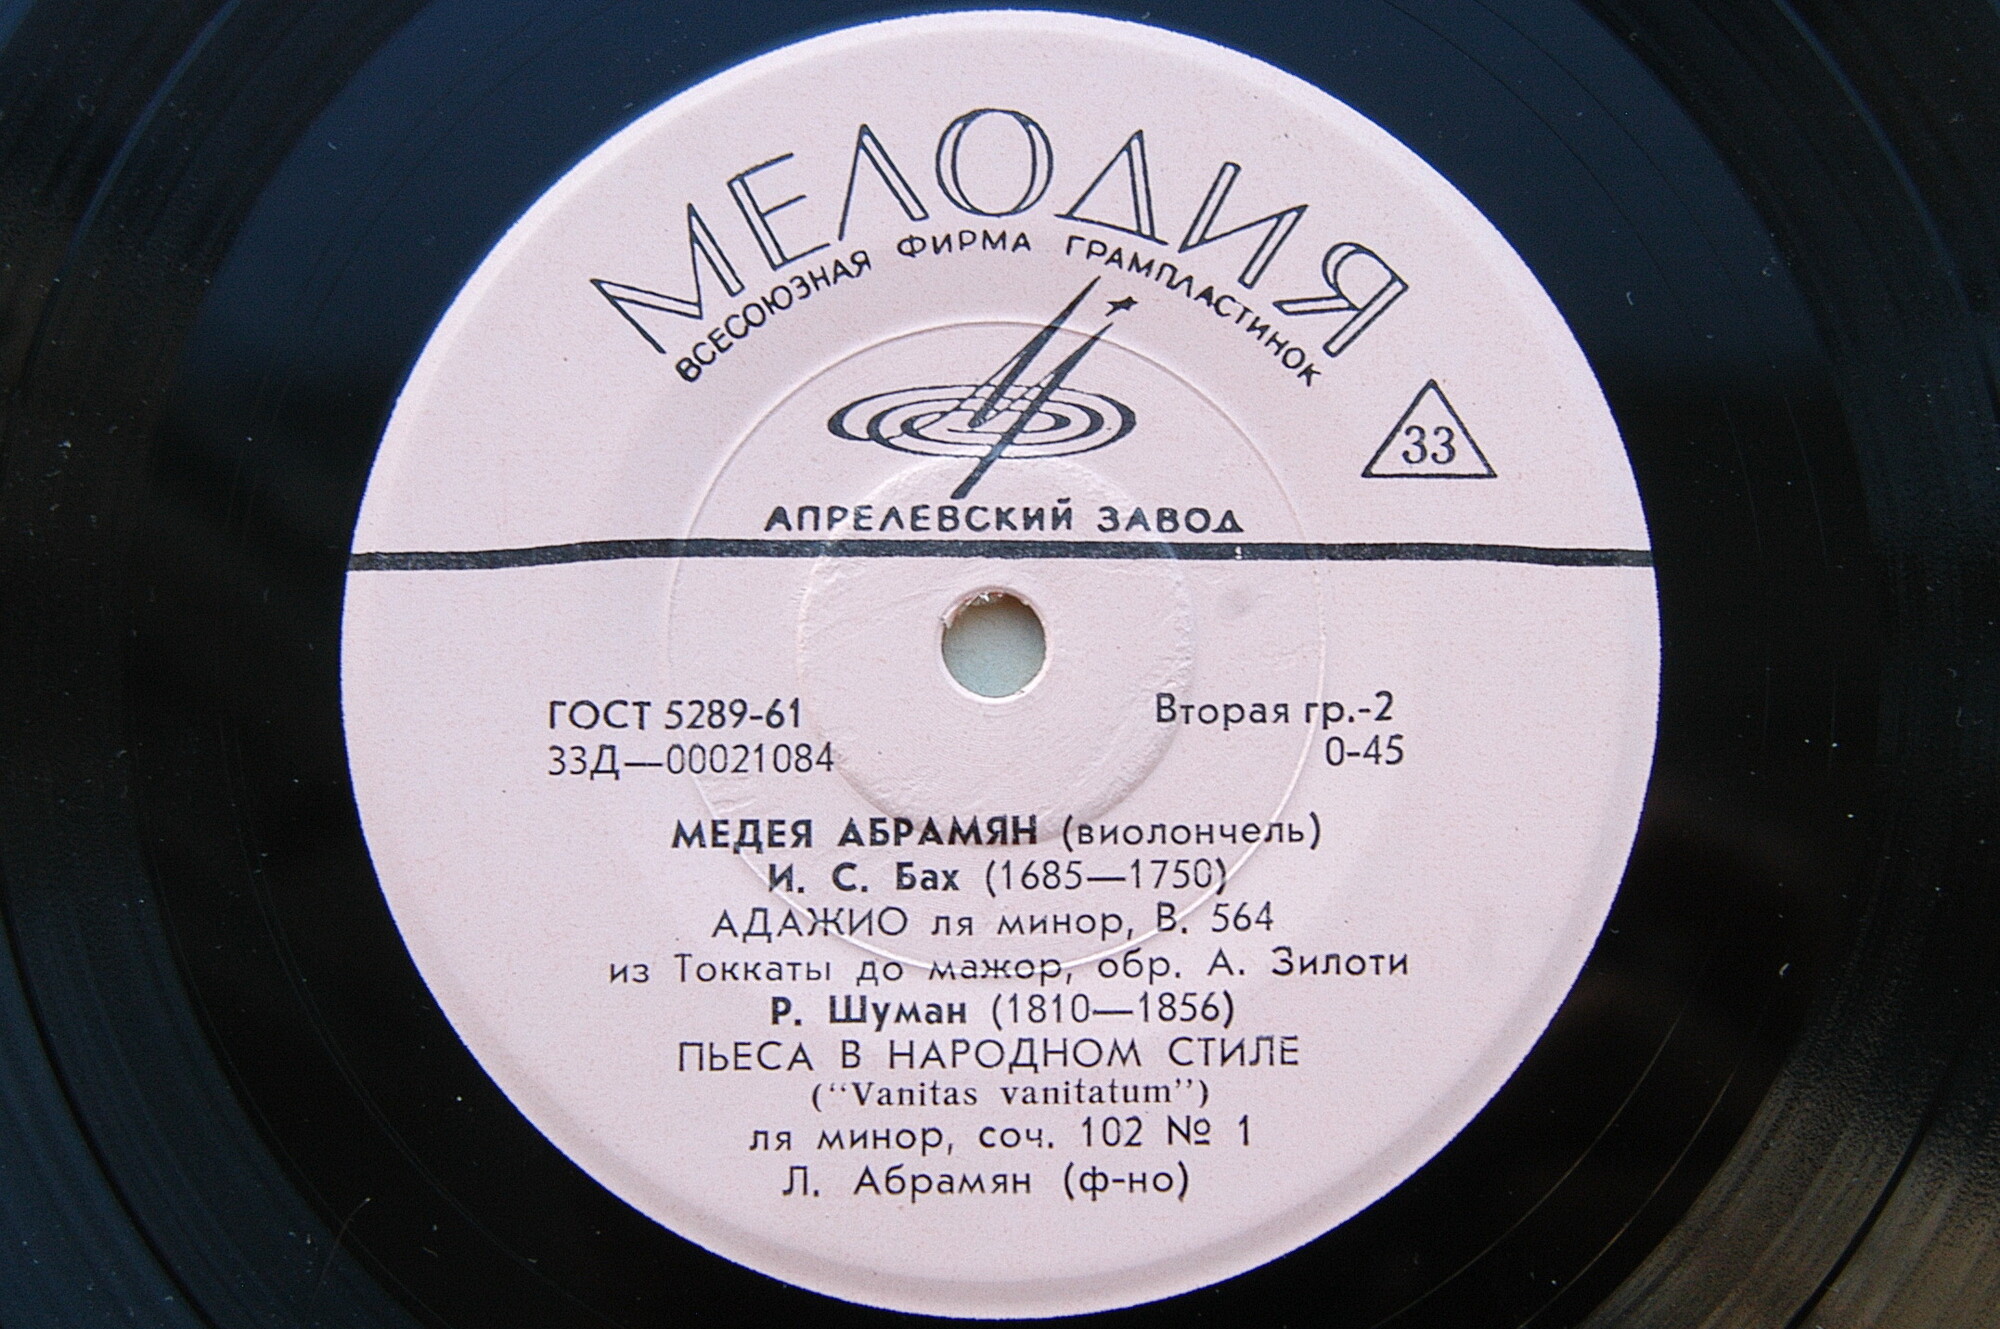 МЕЛОДИЯ
ВСЕСОЮЗНАЯ ФИРМА ГРАМПЛАСТИНОК
33
АПРЕЛЕВСКИЙ ЗАВОД
ГОСТ 5289-61
Вторая гр.-2
33Д—00021084
0-45
МЕДЕЯ АБРАМЯН (виолончель)
И. С. Бах (1685—1750)
АДАЖИО ля минор, В. 564
из Токкаты до мажор, обр. А. Зилоти
Р. Шуман (1810—1856)
ПЬЕСА В НАРОДНОМ СТИЛЕ
(“Vanitas vanitatum”)
ля минор, соч. 102 № 1
Л. Абрамян (ф-но)